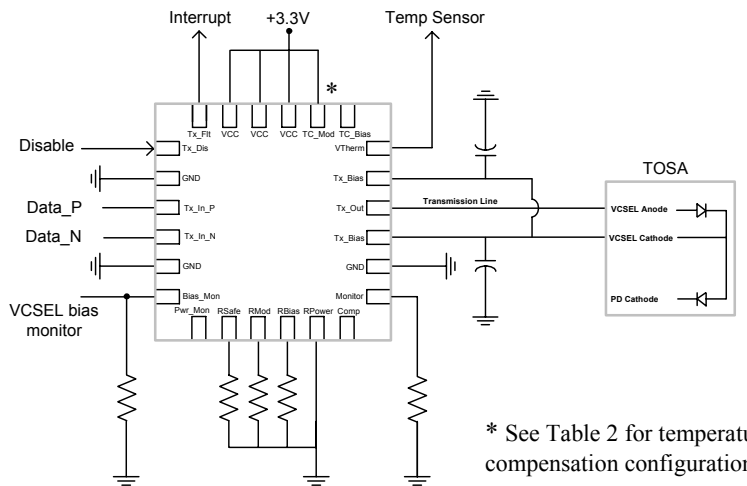 Interrupt
+3.3V
Temp Sensor
*
Tx_Flt
VCC
VCC
VCC
TC_Mod
TC_Bias
Disable
Tx_Dis
VTherm
GND
Tx_Bias
TOSA
Data_P
Tx_In_P
Tx_Out
Transmission Line
VCSEL Anode
Data_N
Tx_In_N
Tx_Bias
VCSEL Cathode
GND
GND
Bias_Mon
Monitor
PD Cathode
VCSEL bias
monitor
Pwr_Mon
RSafe
RMod
RBias
RPower
Comp
* See Table 2 for temperatu
compensation configuration